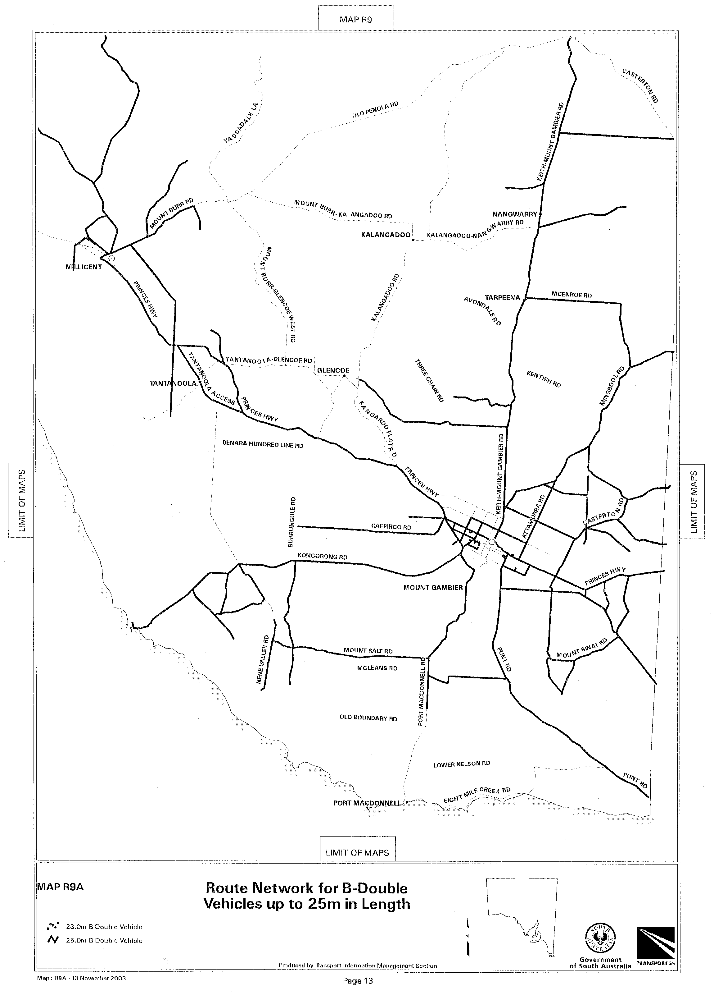 MAP R9
CASTERTON RD
OLD PENOLA RD
YACCADALE LA
KEITH-MOUNT GAMBIER RD
MOUNT BURR RD
MOUNT BURR-KALANGADOO RD
NANGWARRY
KALANGADOO
KALANGADOO-NANGWARRY RD
MILLICENT
MOUNT BURR-GLENCOE WEST RD
PRINCES HWY
KALANGADOO RD
TARPEENA
MCENROE RD
AVONDALE RD
TANTANOOLA-GLENCOE RD
GLENCOE
THREE CHAIN RD
KENTISH RD
MINGBOOL RD
TANTANOOLA
TANTANOOLA ACCESS
PRINCES HWY
KANGAROO FLAT RD
BENARA HUNDRED LINE RD
KEITH-MOUNT GAMBIER RD
PRINCES HWY
LIMIT OF MAPS
LIMIT OF MAPS
BURRUNGULE RD
ATTAMURRA RD
CASTERTON RD
CAFPIRCO RD
KONGORONG RD
PRINCES HWY
MOUNT GAMBIER
NENE VALLEY RD
MOUNT SALT RD
MOUNT SINAI RD
PUNT RD
MCLEANS RD
PORT MACDONNELL RD
OLD BOUNDARY RD
LOWER NELSON RD
PUNT RD
EIGHT MILE CREEK RD
PORT MACDONNELL
LIMIT OF MAPS
MAP R9A
Route Network for B-Double
Vehicles up to 25m in Length
23.0m B Double Vehicle
25.0m B Double Vehicle
N
R9A
SOUTH
AUSTRALIA
Government
of South Australia
TRANSPORT SA
Produced by Transport Information Management Section
Map : R9A - 13 November 2003
Page 13